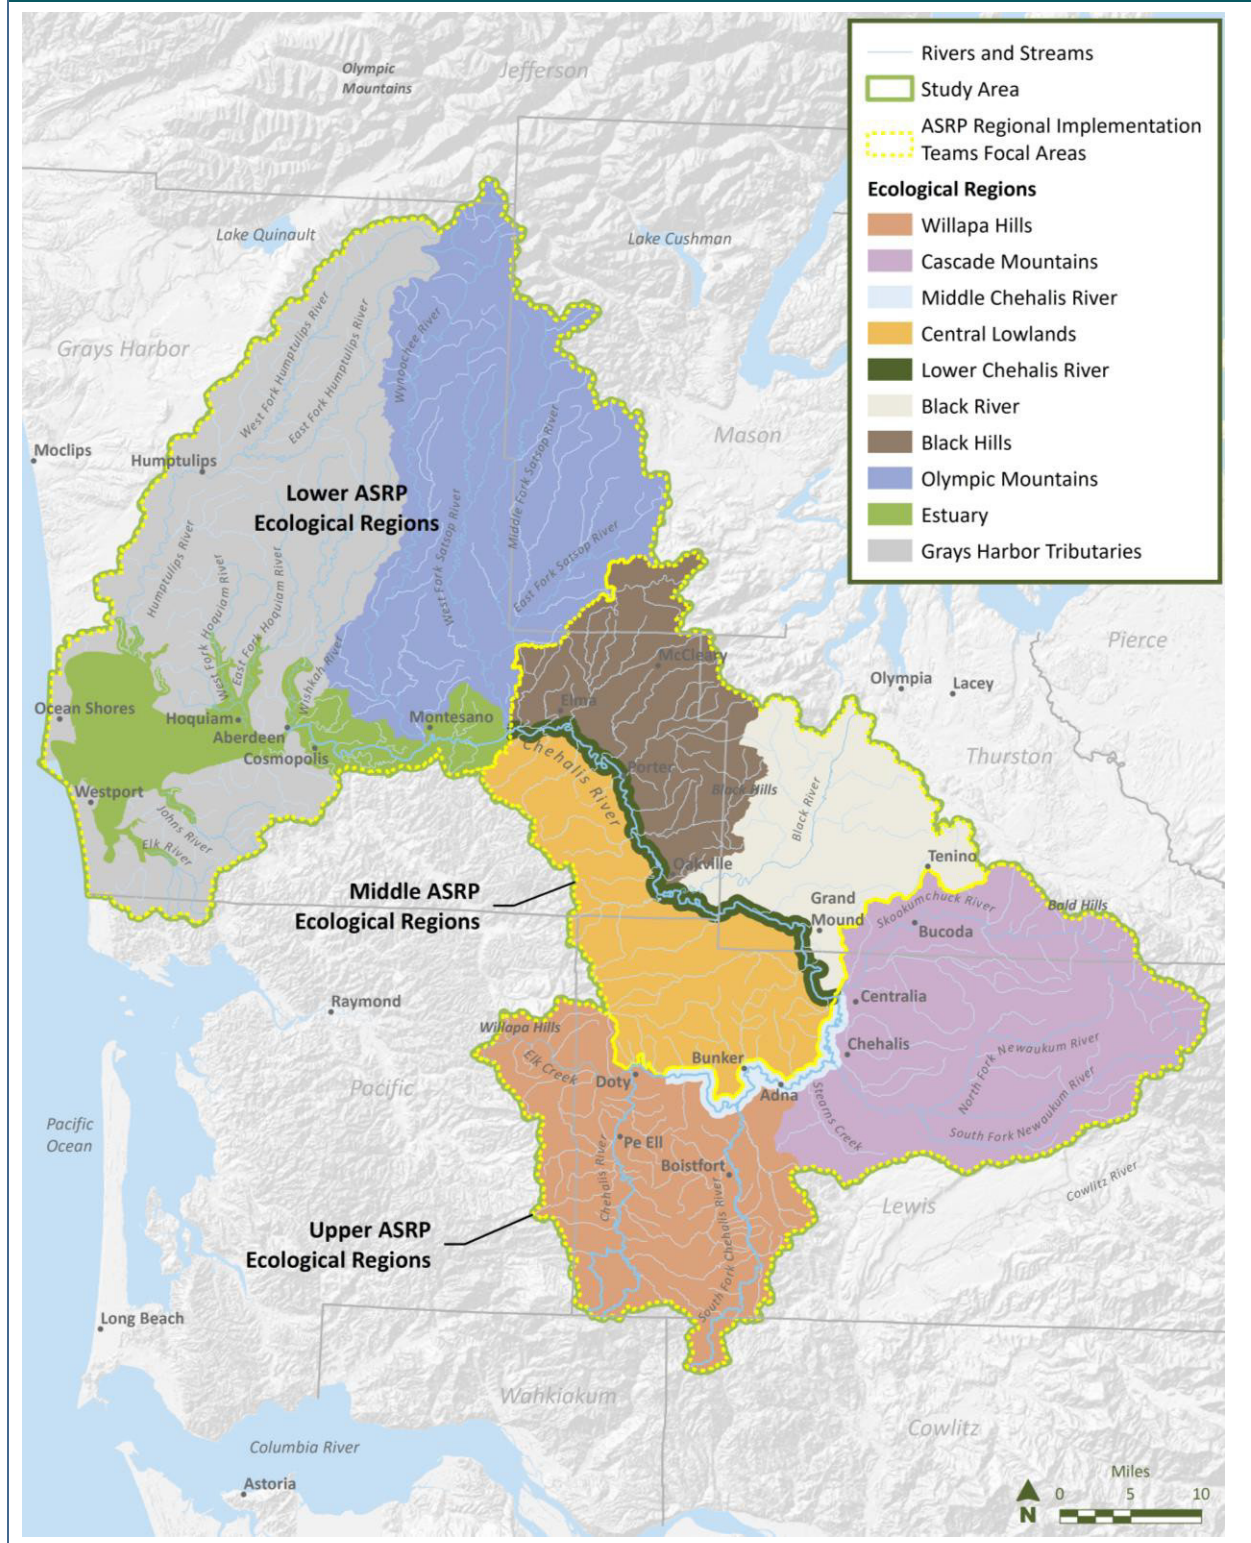 Olympic
Mountains
Jefferson
Rivers and Streams
Study Area
ASRP Regional Implementation
Teams Focal Areas
Ecological Regions
Willapa Hills
Cascade Mountains
Middle Chehalis River
Central Lowlands
Lower Chehalis River
Black River
Black Hills
Olympic Mountains
Estuary
Grays Harbor Tributaries
Lake Quinault
Lake Cushman
Grays Harbor
West Fork Humptulips River
East Fork Humptulips River
Wynoochee River
Mason
Moclips
Humptulips
Lower ASRP
Ecological Regions
Middle Fork Satsop River
West Fork Satsop River
East Fork Satsop River
Humptulips River
West Fork Hoquiam River
East Fork Hoquiam River
Wishkah River
Pierce
McCleary
Olympia
Lacey
Ocean Shores
Hoquiam
Aberdeen
Cosmopolis
Montesano
Elma
Chehalis River
Porter
Black Hills
Black River
Thurston
Westport
Johns River
Elk River
Oakville
Tenino
Middle ASRP
Ecological Regions
Grand
Mound
Skookumchuck River
Bucoda
Bald Hills
Raymond
Centralia
Willapa Hills
Elk Creek
Doty
Bunker
Adna
Chehalis
North Fork Newaukum River
South Fork Newaukum River
Stearns Creek
Pacific
Pacific
Ocean
Pe Ell
Boistfort
Chehalis River
South Fork Chehalis River
Lewis
Cowlitz River
Upper ASRP
Ecological Regions
Long Beach
Wahkiakum
Cowlitz
Columbia River
Astoria
Miles
0 5 10
N